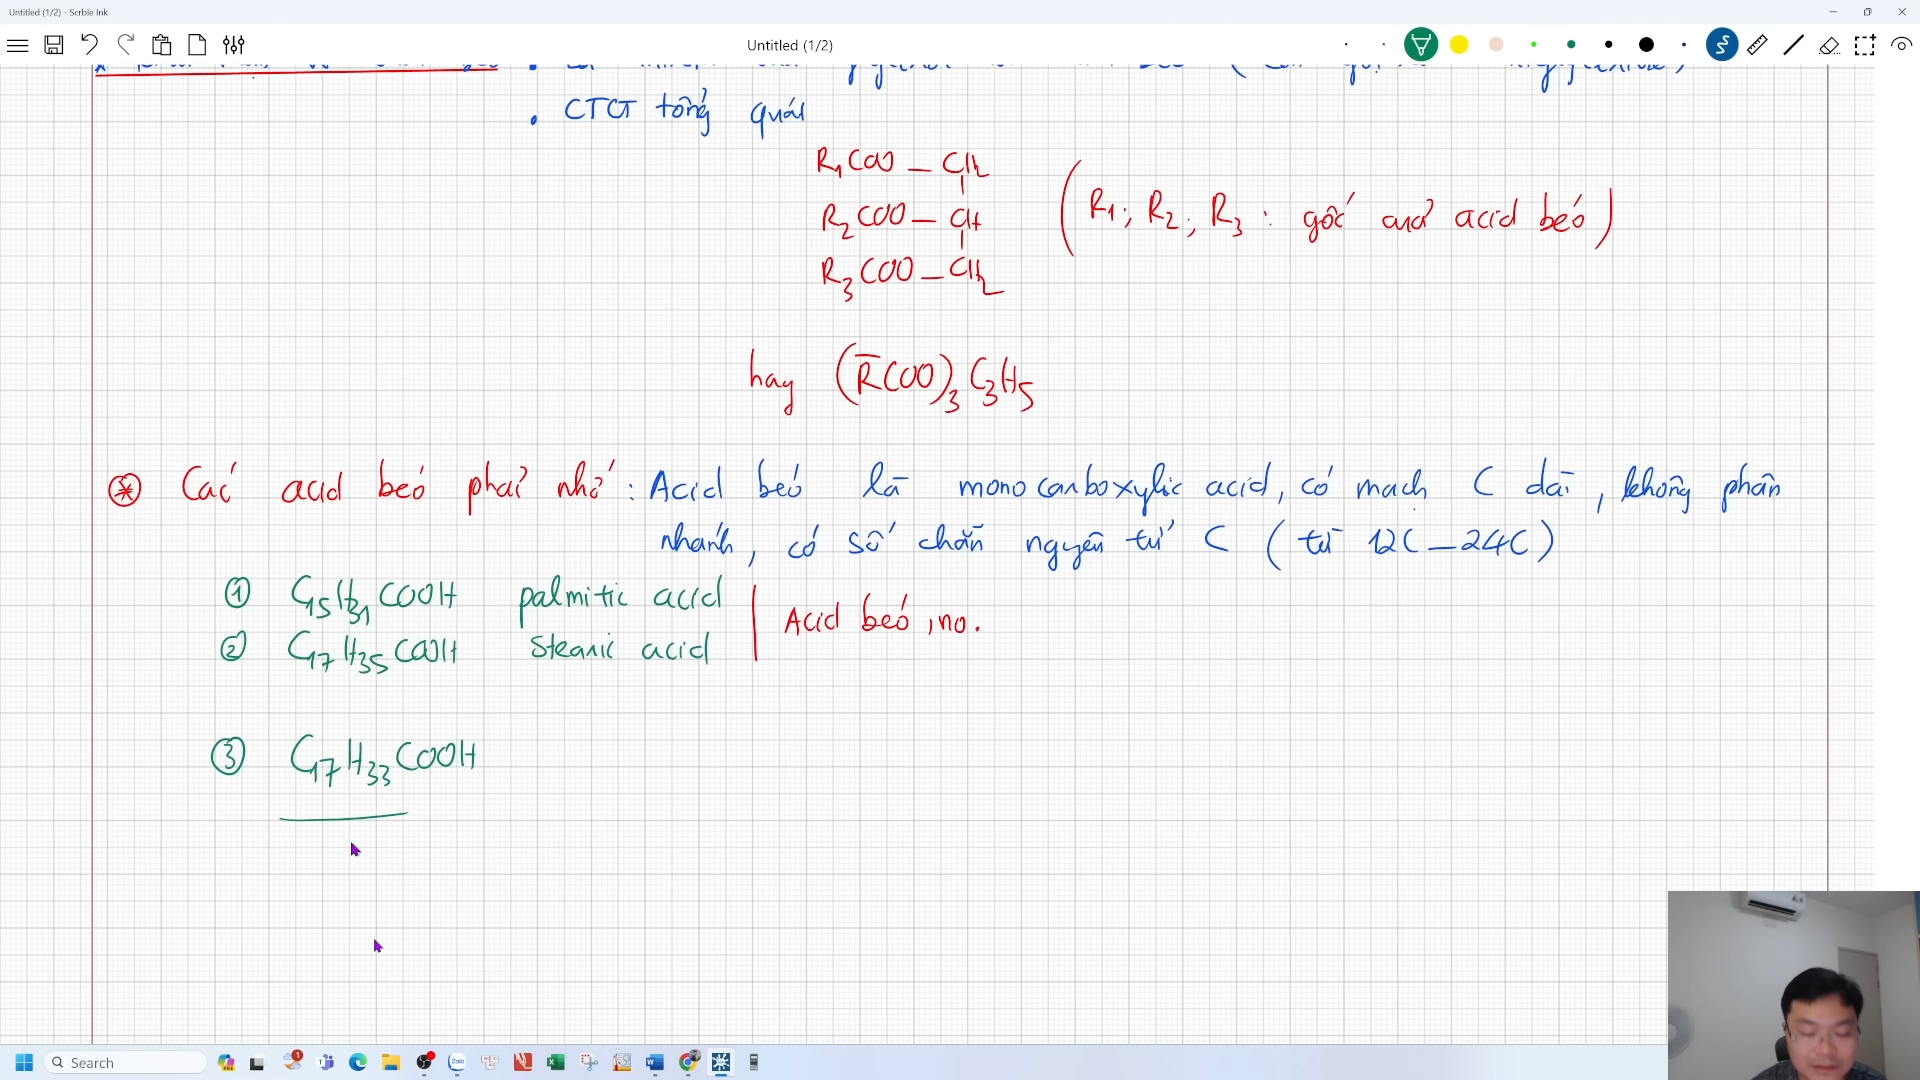 Untitled (1/2) - Scrble Ink
Untitled (1/2)
• CTCT tổng quát
R₁COO – CH₂
R₂COO – CH
R₃COO – CH₂
(R₁; R₂; R₃ : gốc của acid béo)
hay (R̅COO)₃C₃H₅
Các acid béo phải nhớ : Acid béo là monocarboxylic acid, có mạch C dài, không phân
nhánh, có số chẵn nguyên tử C (từ 12C – 24C)
① C₁₅H₃₁COOH palmitic acid
② C₁₇H₃₅COOH stearic acid
Acid béo, no.
③ C₁₇H₃₃COOH
Search